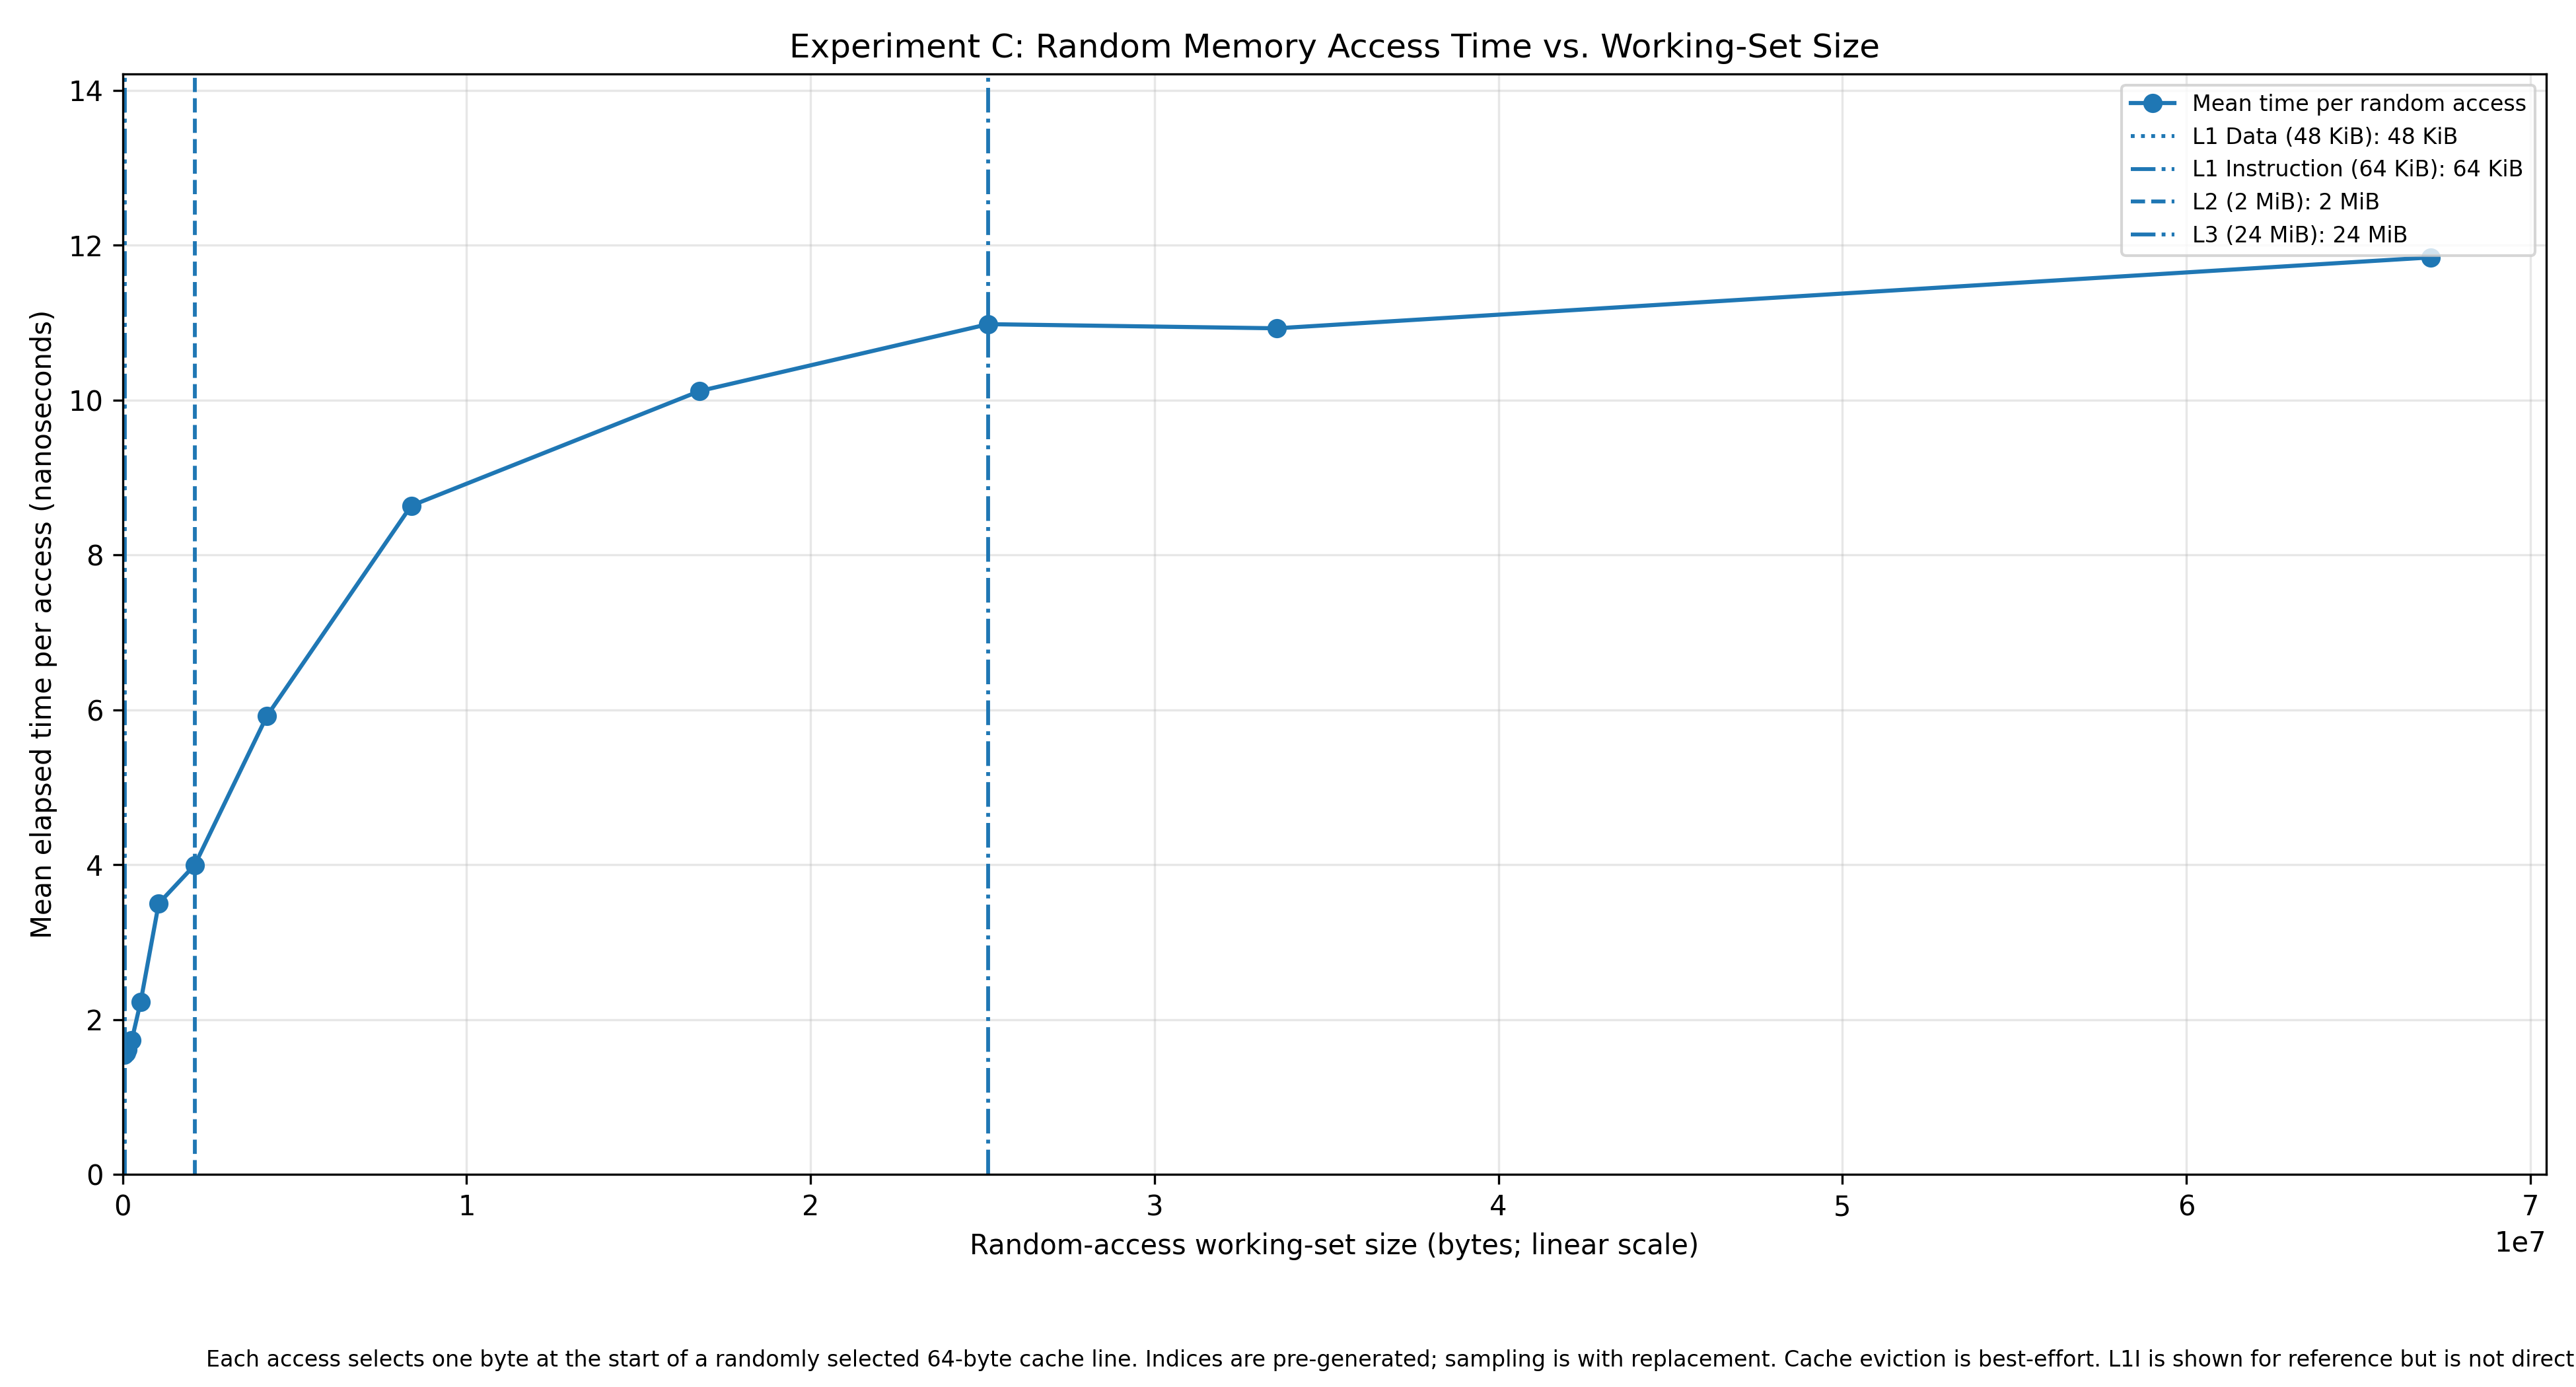 Experiment C: Random Memory Access Time vs. Working-Set Size
Mean time per random access
L1 Data (48 KiB): 48 KiB
L1 Instruction (64 KiB): 64 KiB
L2 (2 MiB): 2 MiB
L3 (24 MiB): 24 MiB
Mean elapsed time per access (nanoseconds)
14
12
10
8
6
4
2
0
0 1 2 3 4 5 6 7
1e7
Random-access working-set size (bytes; linear scale)
Each access selects one byte at the start of a randomly selected 64-byte cache line. Indices are pre-generated; sampling is with replacement. Cache eviction is best-effort. L1I is shown for reference but is not direct